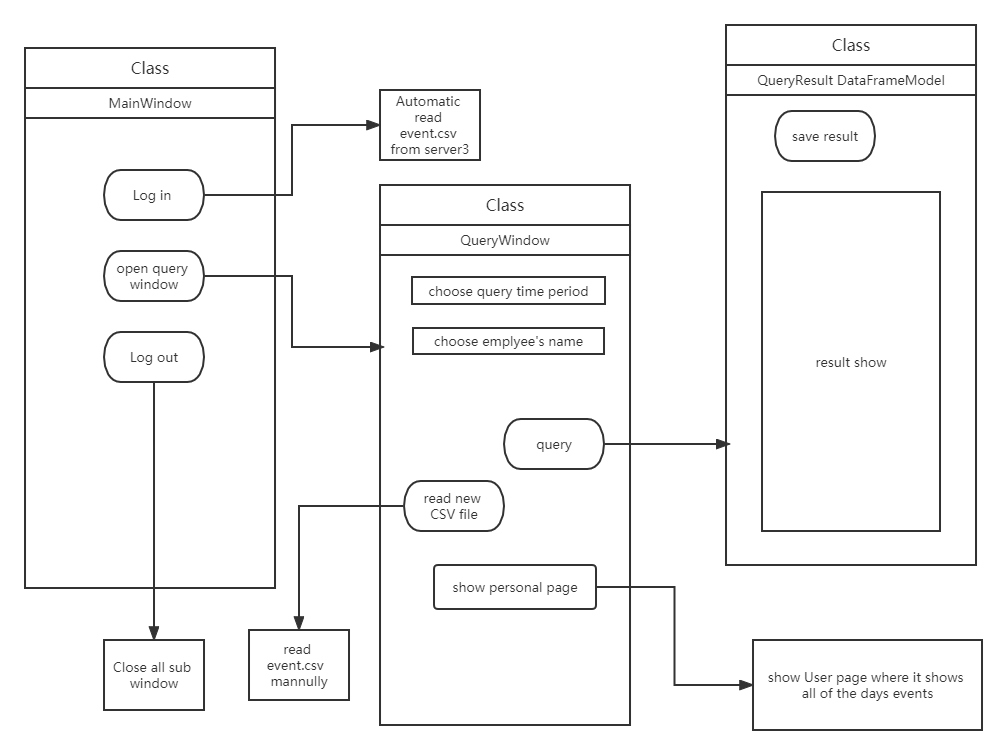 Class
MainWindow
Log in
open query
window
Log out
Close all sub
window
Automatic
read
event.csv
from server3
Class
QueryWindow
choose query time period
choose emplyee's name
query
read new
CSV file
show personal page
read
event.csv
mannully
Class
QueryResult DataFrameModel
save result
result show
show User page where it shows
all of the days events